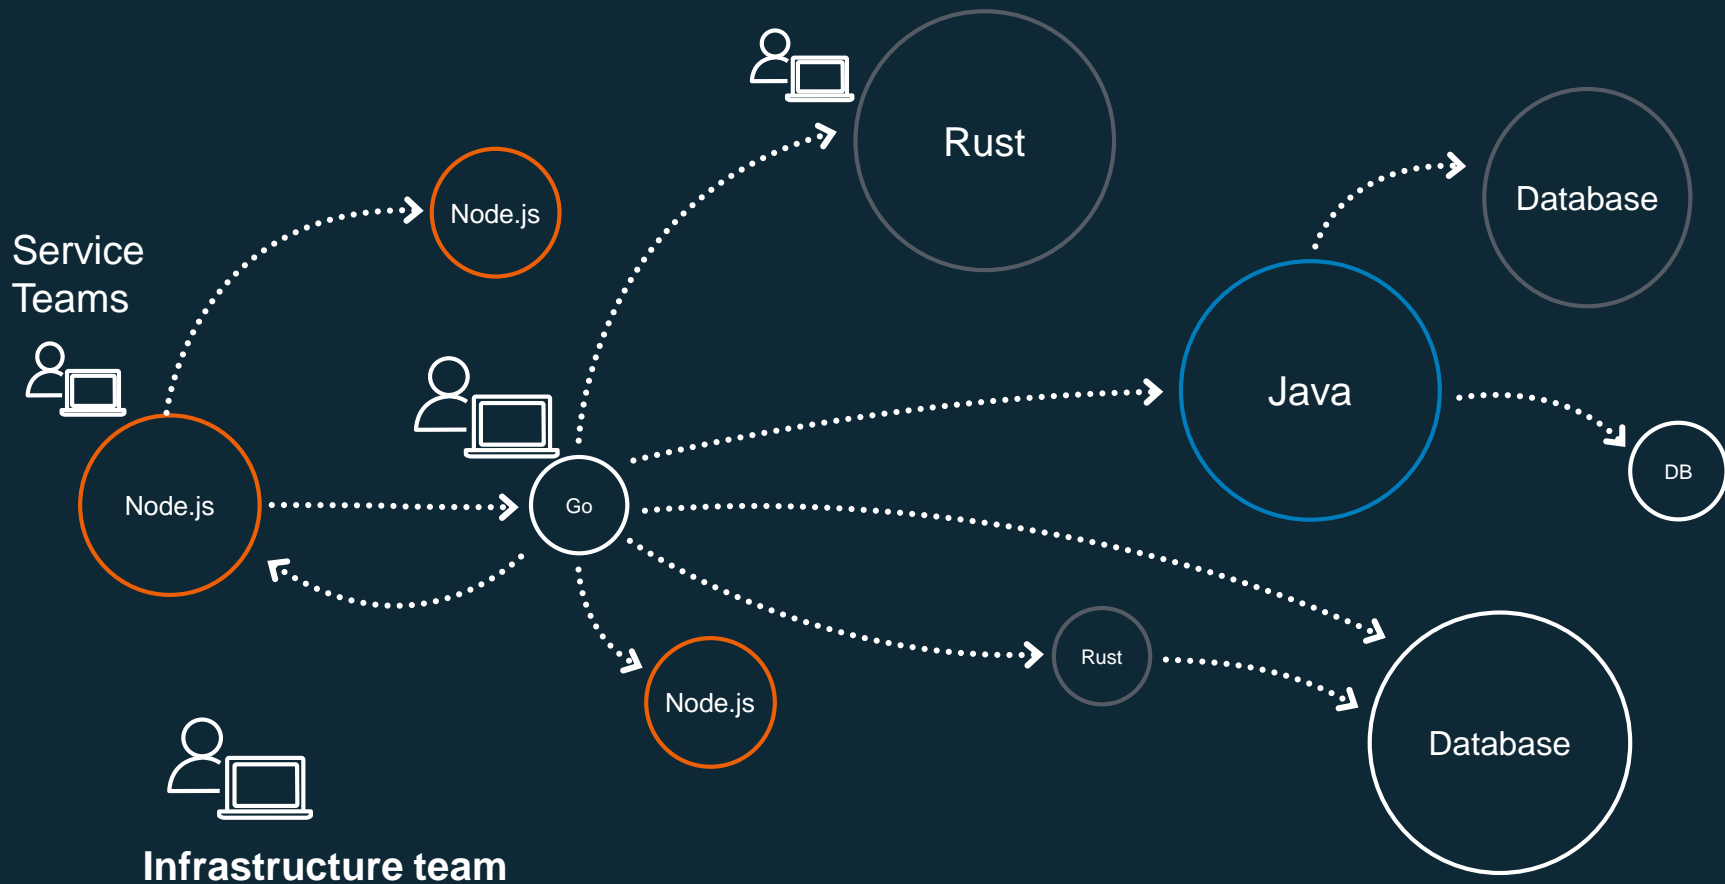 Rust
Database
Node.js
Service
Teams
Java
DB
Node.js
Go
Rust
Node.js
Database
Infrastructure team